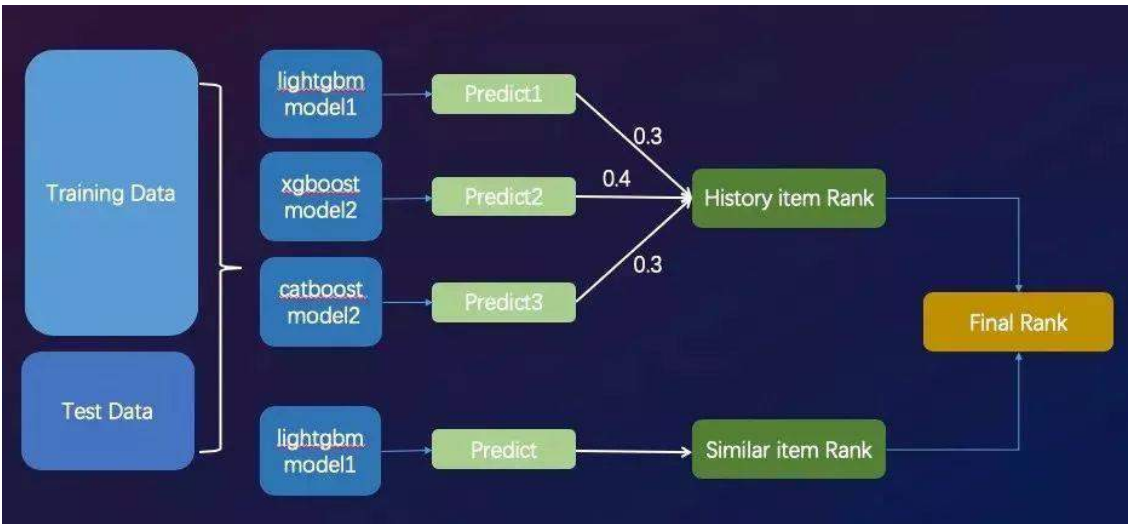 Training Data
Test Data
lightgbm
model1
Predict1
0.3
xgboost
model2
Predict2
0.4
History item Rank
catboost
model2
Predict3
0.3
Final Rank
lightgbm
model1
Predict
Similar item Rank